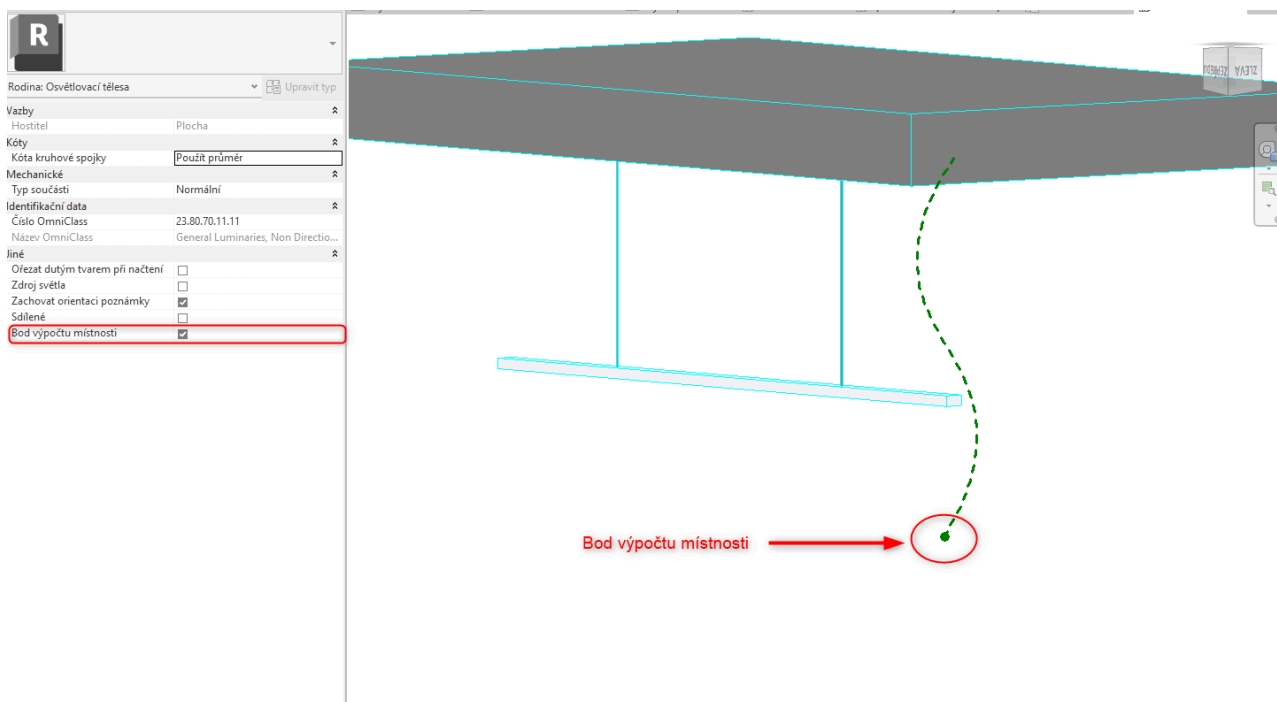 R
Rodina: Osvětlovací tělesa
Upravit typ
Vazby
Hostitel Plocha
Kóty
Kóta kruhové spojky Použít průměr
Mechanické
Typ součásti Normální
Identifikační data
Číslo OmniClass 23.80.70.11.11
Název OmniClass General Luminaries, Non Directio...
Jiné
Ořezat dutým tvarem při načtení
Zdroj světla
Zachovat orientaci poznámky
Sdílené
Bod výpočtu místnosti
ZEPŘEDU
ZLEVA
Bod výpočtu místnosti